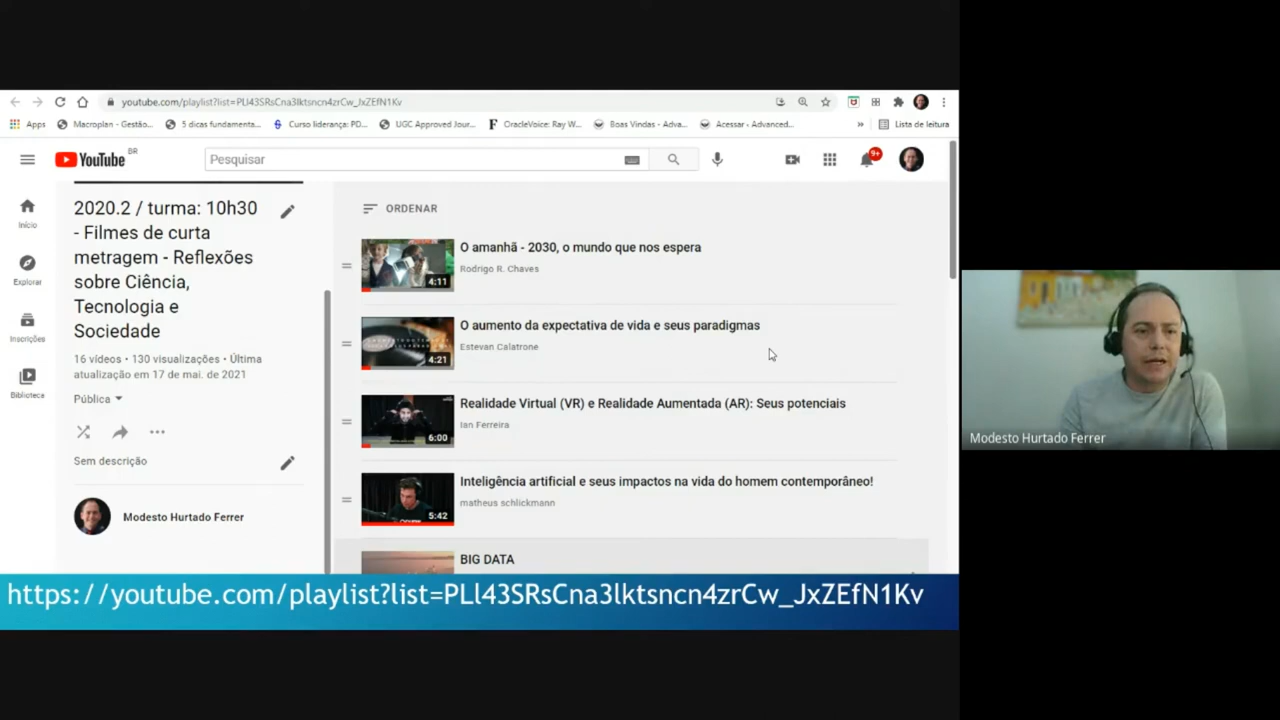 youtube.com/playlist?list=PLl43SRsCna3lktsncn4zrCw_JxZEfN1Kv
Apps
Macroplan - Gestão...
5 dicas fundamenta...
Curso liderança: PD...
UGC Approved Jour...
OracleVoice: Ray W...
Boas Vindas - Adva...
Acessar - Advanced...
»
Lista de leitura
YouTube BR
Pesquisar
9+
Início
Explorar
Inscrições
Biblioteca
2020.2 / turma: 10h30
- Filmes de curta
metragem - Reflexões
sobre Ciência,
Tecnologia e
Sociedade
16 vídeos • 130 visualizações • Última
atualização em 17 de mai. de 2021
Pública
Sem descrição
Modesto Hurtado Ferrer
ORDENAR
O amanhã - 2030, o mundo que nos espera
Rodrigo R. Chaves
4:11
O aumento da expectativa de vida e seus paradigmas
Estevan Calatrone
4:21
Realidade Virtual (VR) e Realidade Aumentada (AR): Seus potenciais
Ian Ferreira
6:00
Inteligência artificial e seus impactos na vida do homem contemporâneo!
matheus schlickmann
5:42
BIG DATA
https://youtube.com/playlist?list=PLl43SRsCna3lktsncn4zrCw_JxZEfN1Kv
Modesto Hurtado Ferrer